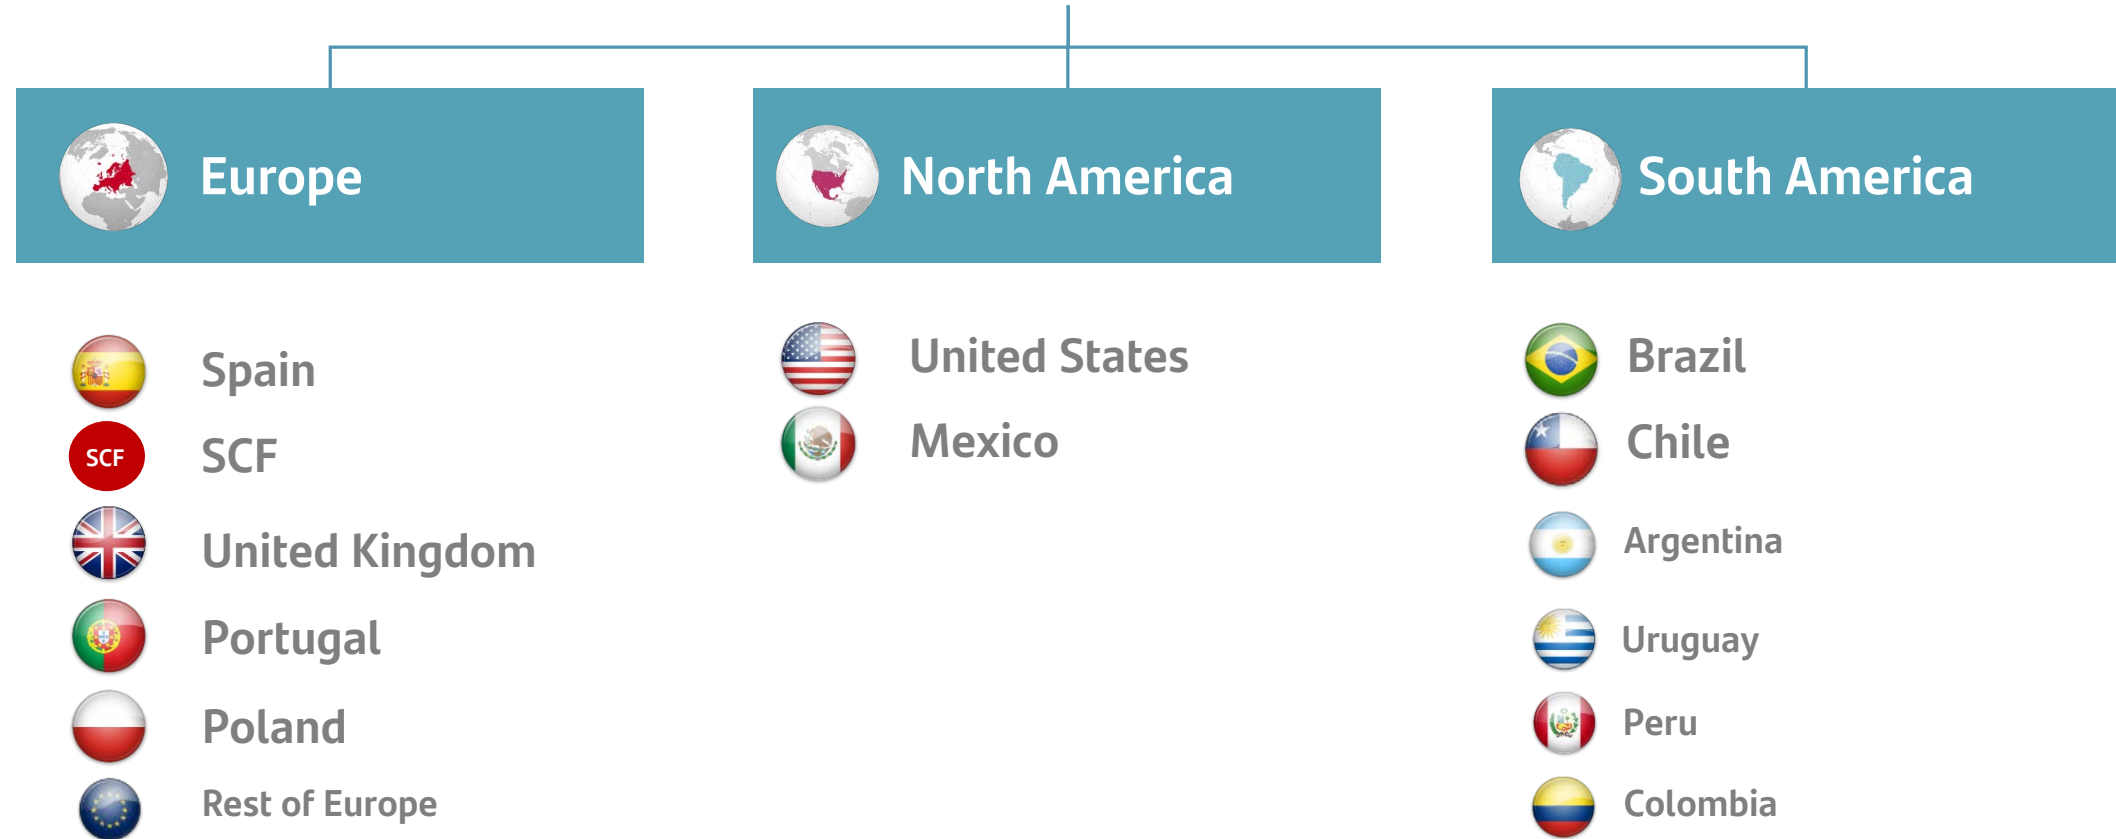 Europe
North America
South America
Spain
SCF
SCF
United Kingdom
Portugal
Poland
Rest of Europe
United States
Mexico
Brazil
Chile
Argentina
Uruguay
Peru
Colombia